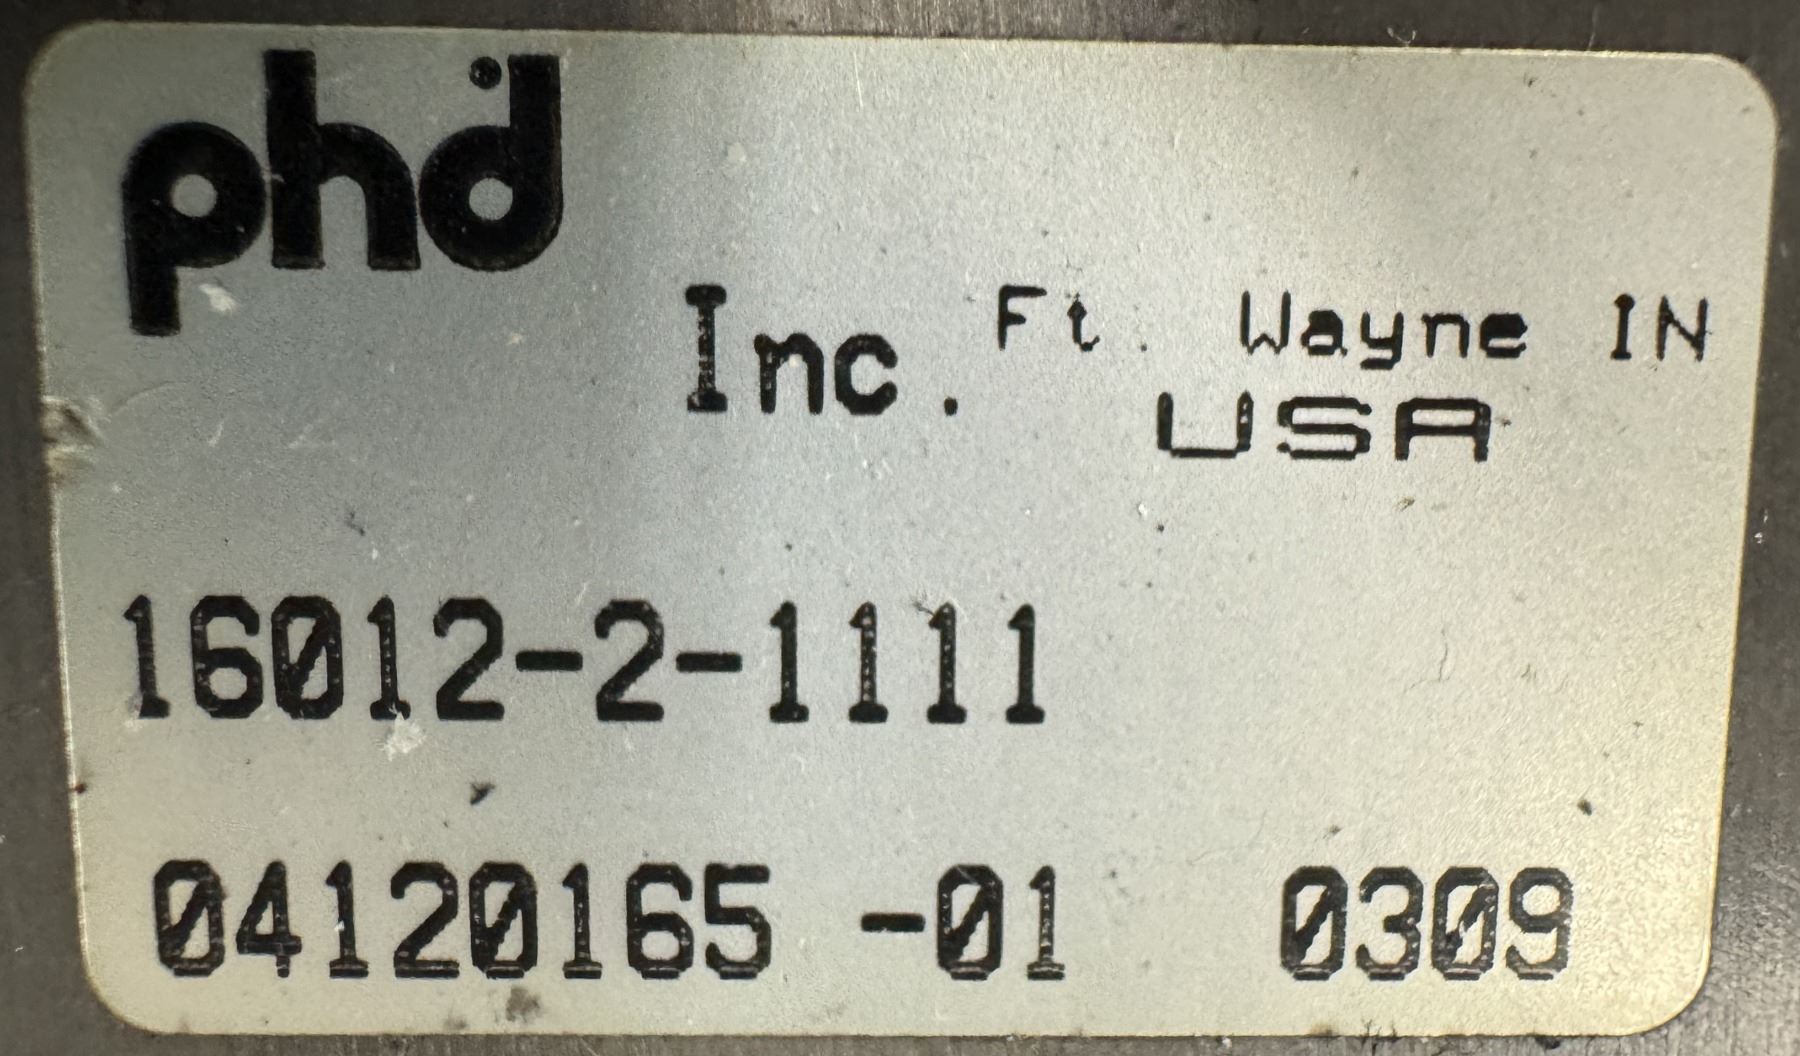 phd
Inc. Ft. Wayne IN
USA
16012-2-1111
04120165 -01 0309